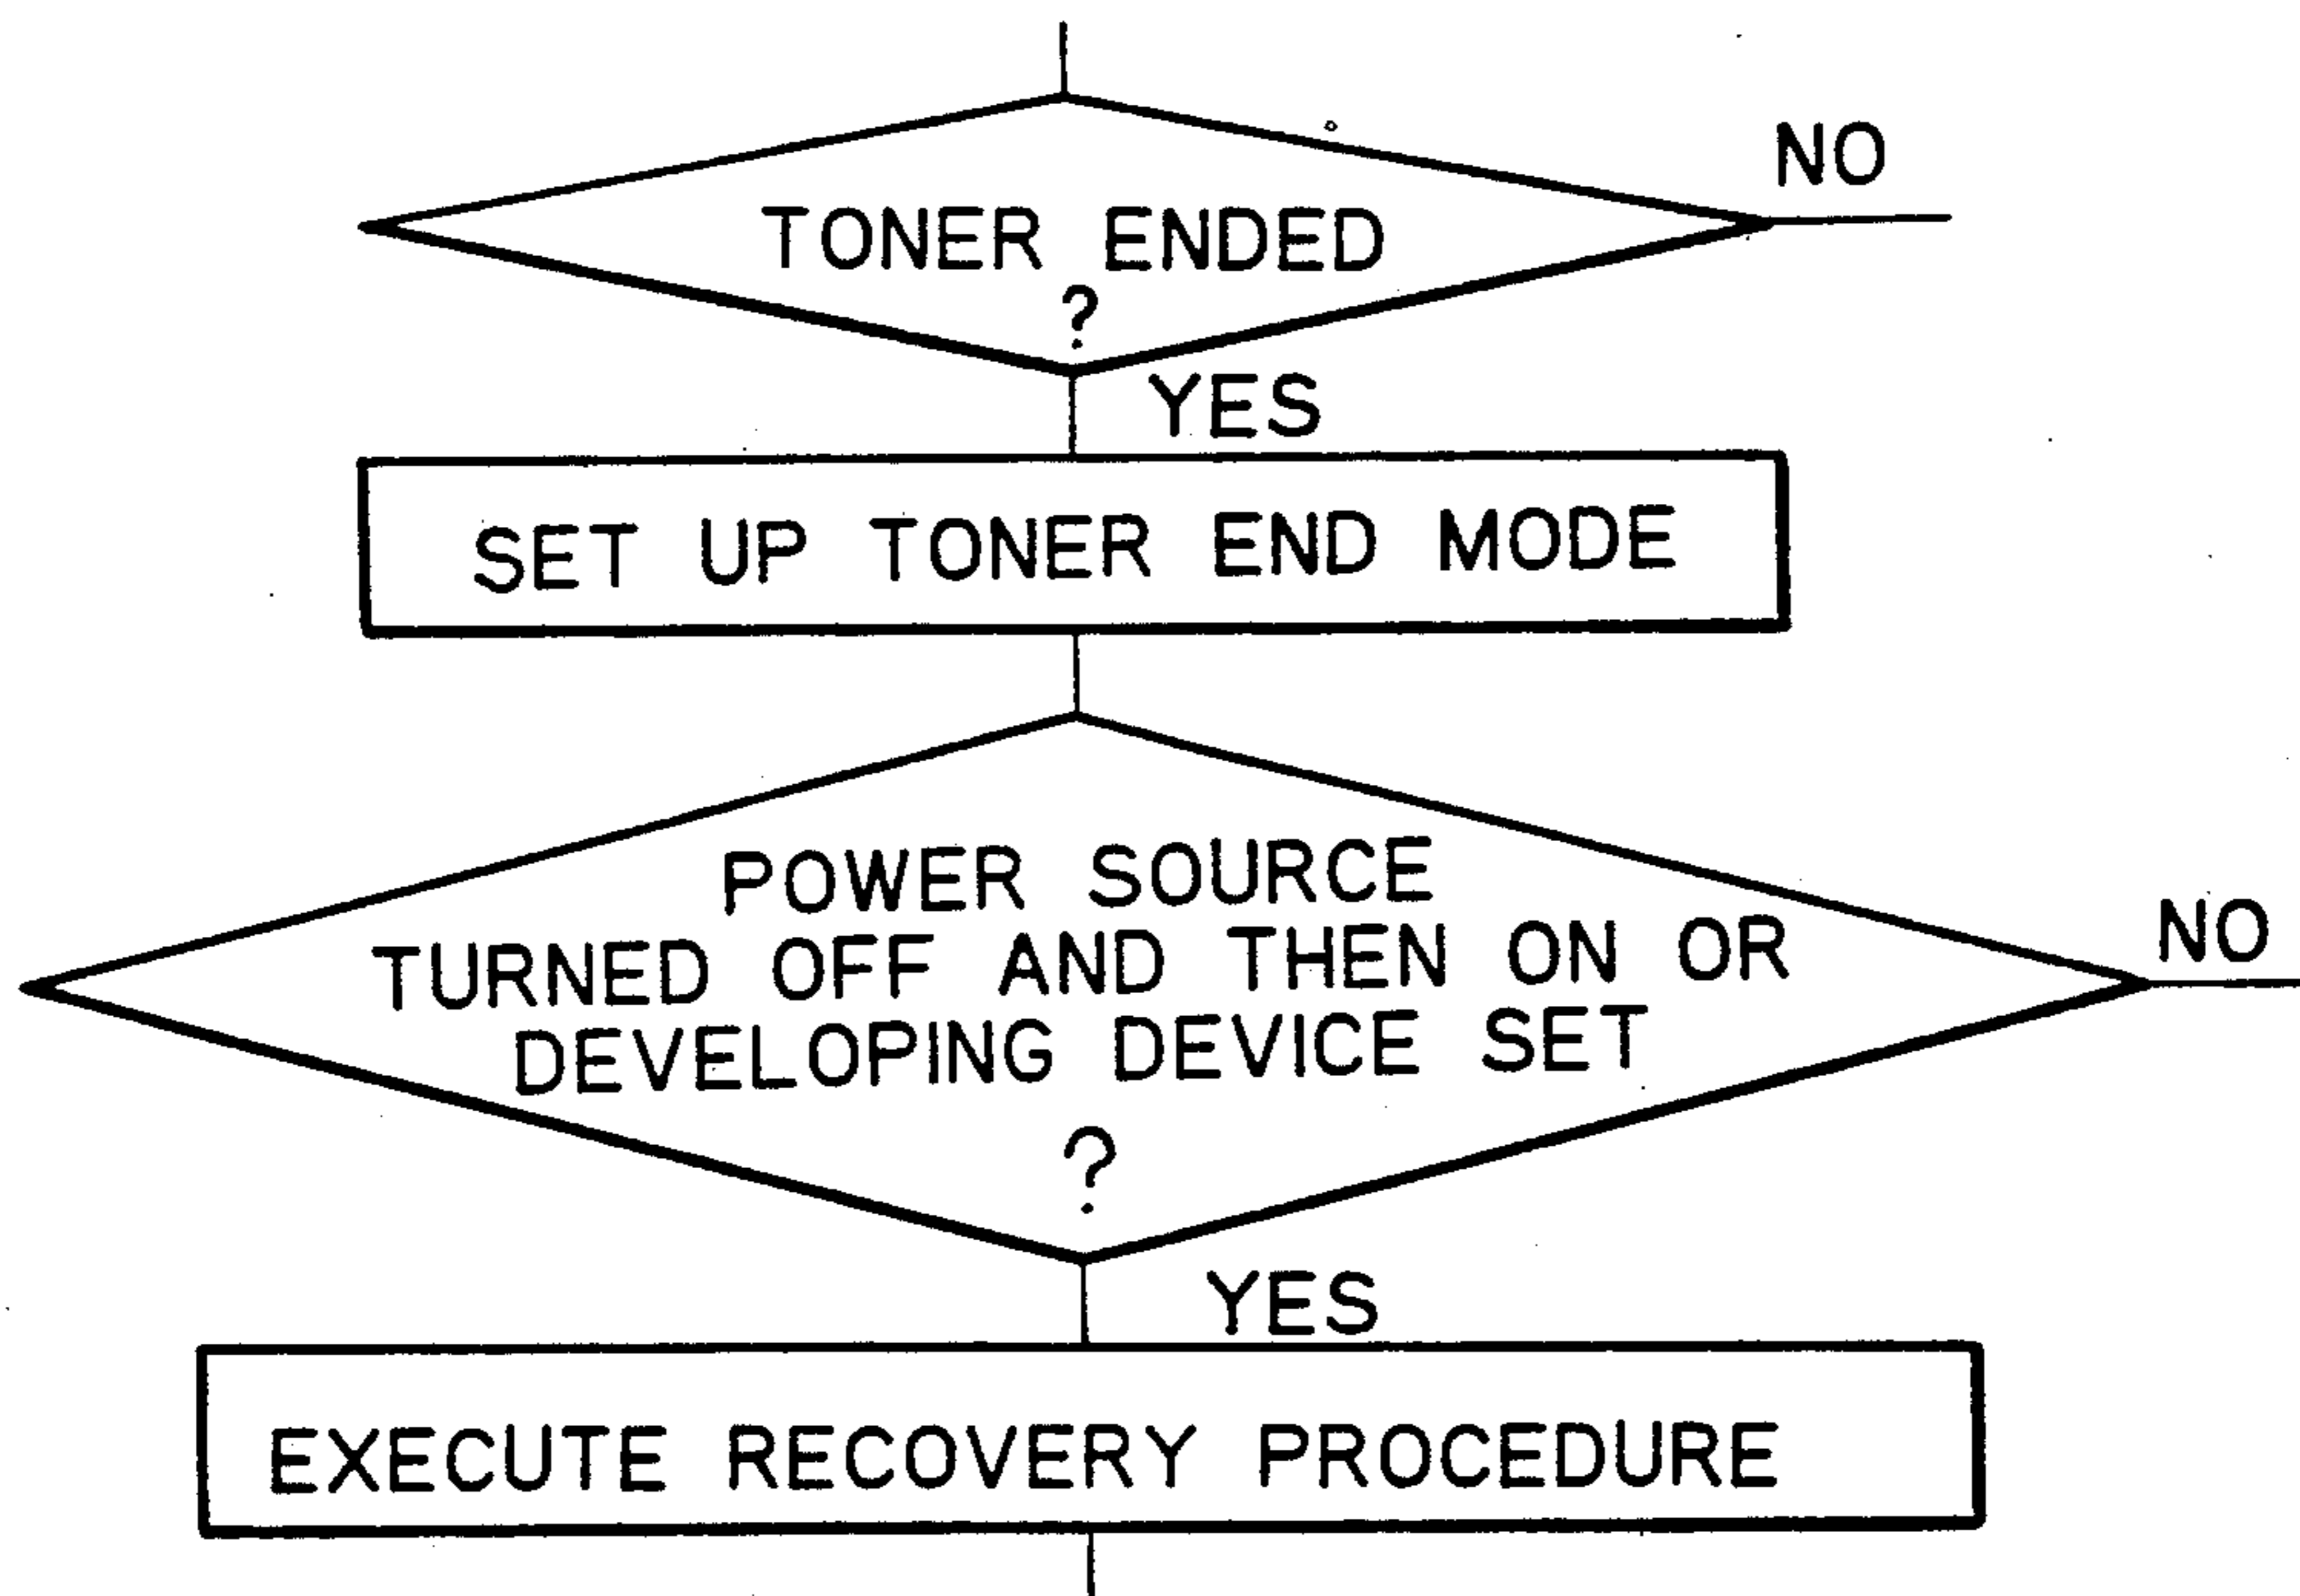 NO
TONER ENDED
?
YES
SET UP TONER END MODE
POWER SOURCE
TURNED OFF AND THEN ON OR
DEVELOPING DEVICE SET
?
NO
YES
EXECUTE RECOVERY PROCEDURE